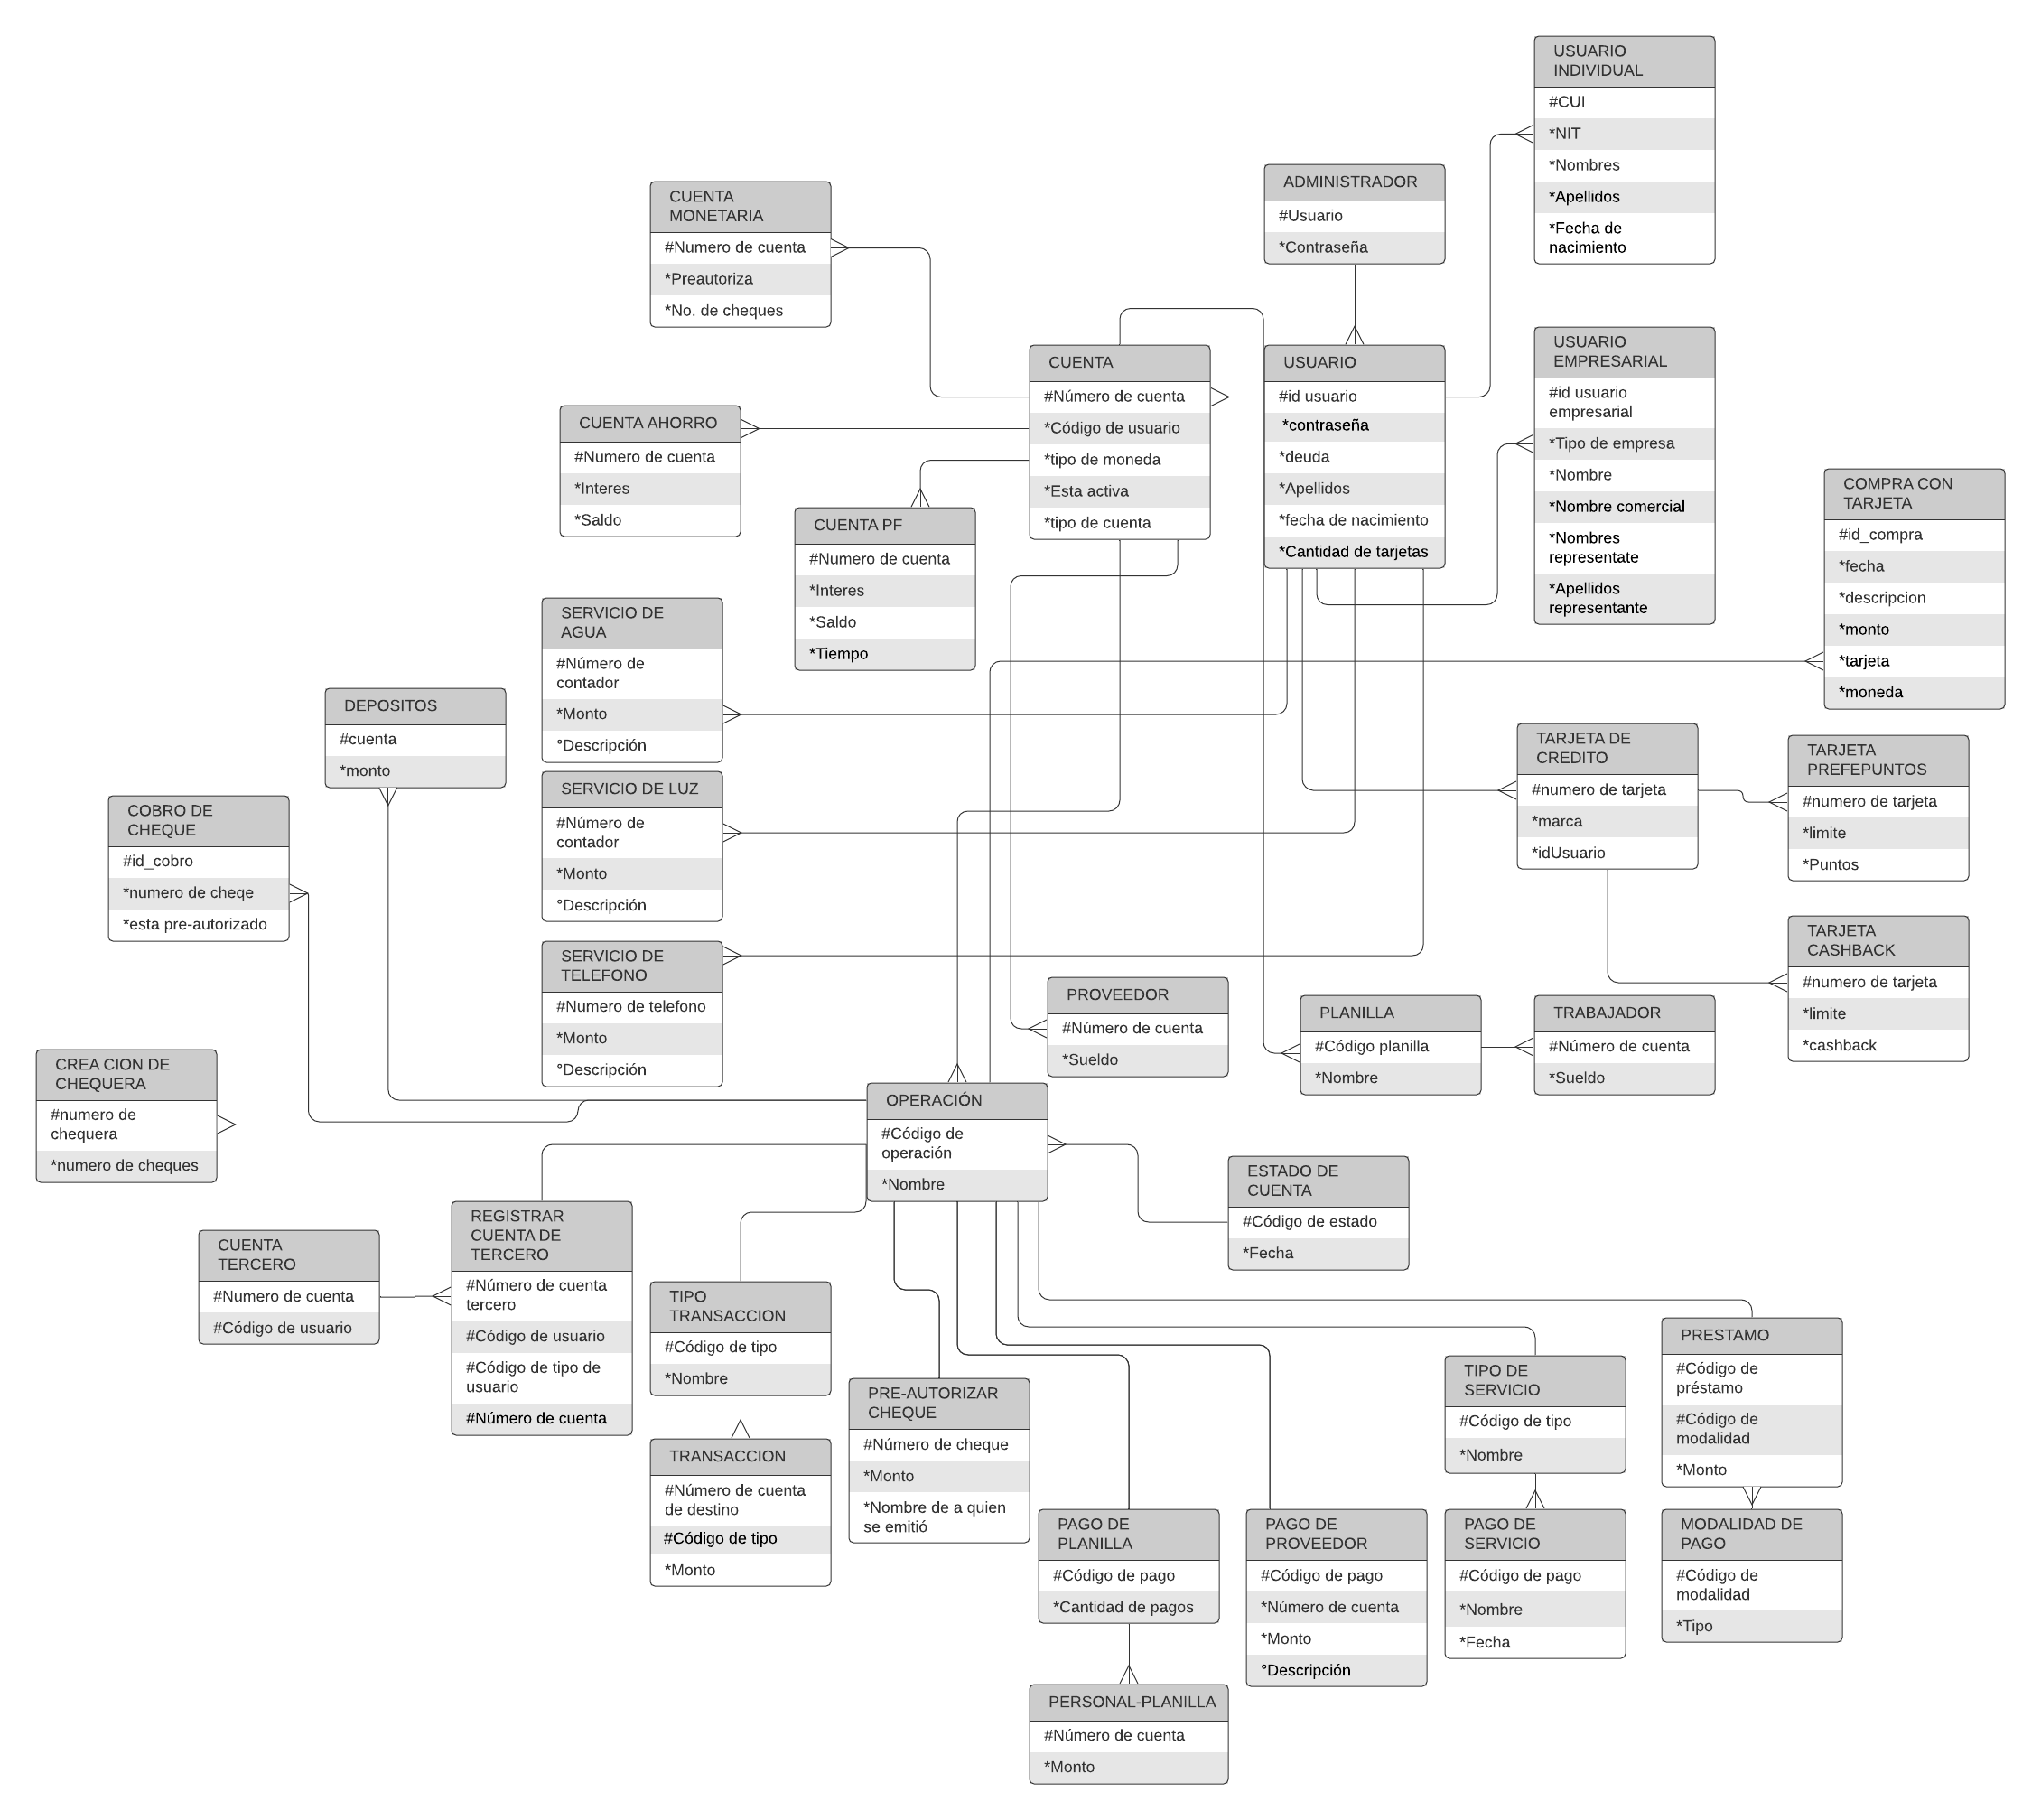 USUARIO
INDIVIDUAL
#CUI
*NIT
*Nombres
*Apellidos
*Fecha de
nacimiento
ADMINISTRADOR
#Usuario
*Contraseña
CUENTA
MONETARIA
#Numero de cuenta
*Preautoriza
*No. de cheques
CUENTA
#Número de cuenta
*Código de usuario
*tipo de moneda
*Esta activa
*tipo de cuenta
USUARIO
#id usuario
*contraseña
*deuda
*Apellidos
*fecha de nacimiento
*Cantidad de tarjetas
USUARIO
EMPRESARIAL
#id usuario
empresarial
*Tipo de empresa
*Nombre
*Nombre comercial
*Nombres
representate
*Apellidos
representante
CUENTA AHORRO
#Numero de cuenta
*Interes
*Saldo
CUENTA PF
#Numero de cuenta
*Interes
*Saldo
*Tiempo
COMPRA CON
TARJETA
#id_compra
*fecha
*descripcion
*monto
*tarjeta
*moneda
SERVICIO DE
AGUA
#Número de
contador
*Monto
°Descripción
DEPOSITOS
#cuenta
*monto
SERVICIO DE LUZ
#Número de
contador
*Monto
°Descripción
TARJETA DE
CREDITO
#numero de tarjeta
*marca
*idUsuario
TARJETA
PREFEPUNTOS
#numero de tarjeta
*limite
*Puntos
COBRO DE
CHEQUE
#id_cobro
*numero de cheqe
*esta pre-autorizado
TARJETA
CASHBACK
#numero de tarjeta
*limite
*cashback
SERVICIO DE
TELEFONO
#Numero de telefono
*Monto
°Descripción
PROVEEDOR
#Número de cuenta
*Sueldo
PLANILLA
#Código planilla
*Nombre
TRABAJADOR
#Número de cuenta
*Sueldo
CREA CION DE
CHEQUERA
#numero de
chequera
*numero de cheques
OPERACIÓN
#Código de
operación
*Nombre
ESTADO DE
CUENTA
#Código de estado
*Fecha
CUENTA
TERCERO
#Numero de cuenta
#Código de usuario
REGISTRAR
CUENTA DE
TERCERO
#Número de cuenta
tercero
#Código de usuario
#Código de tipo de
usuario
#Número de cuenta
TIPO
TRANSACCION
#Código de tipo
*Nombre
TRANSACCION
#Número de cuenta
de destino
#Código de tipo
*Monto
PRE-AUTORIZAR
CHEQUE
#Número de cheque
*Monto
*Nombre de a quien
se emitió
TIPO DE
SERVICIO
#Código de tipo
*Nombre
PRESTAMO
#Código de
préstamo
#Código de
modalidad
*Monto
PAGO DE
PLANILLA
#Código de pago
*Cantidad de pagos
PAGO DE
PROVEEDOR
#Código de pago
*Número de cuenta
*Monto
°Descripción
PAGO DE
SERVICIO
#Código de pago
*Nombre
*Fecha
MODALIDAD DE
PAGO
#Código de
modalidad
*Tipo
PERSONAL-PLANILLA
#Número de cuenta
*Monto